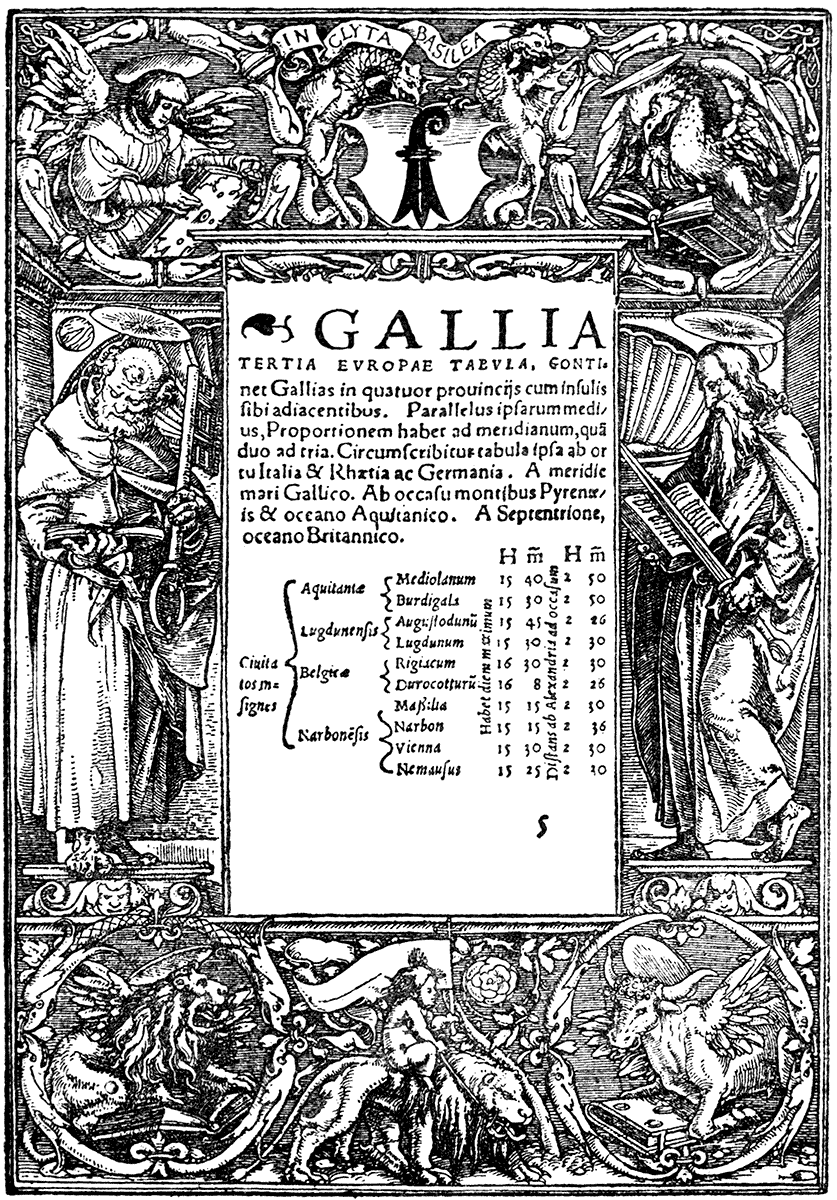 IN CLYTA BASILEA
GALLIA
TERTIA EVROPAE TABVLA, CONTI-
net Gallias in quatuor prouincijs cum insulis
sibi adiacentibus. Parallelus ipsarum medi/
us, Proportionem habet ad meridianum, quã
duo ad tria. Circumscribitur tabula ipsa ab or
tu Italia & Rhætia ac Germania. A meridie
mari Gallico. Ab occasu montibus Pyrenæ/
is & oceano Aquitanico. A Septentrione,
oceano Britannico.
H m̃ H m̃
Ciuita
tes in=
signes
Aquitaniæ
Lugdunensis
Belgicæ
Narbonẽsis
Mediolanum 15 40 2 50
Burdigala 15 30 2 50
Augustodunũ 15 45 2 26
Lugdunum 15 30 2 30
Rigiacum 16 30 2 30
Durocotturũ 16 8 2 26
Massilia 15 15 2 30
Narbon 15 15 2 36
Vienna 15 30 2 30
Nemausus 15 25 2 30
Habet diem maximum
Distans ab Alexandria ad occasum
5